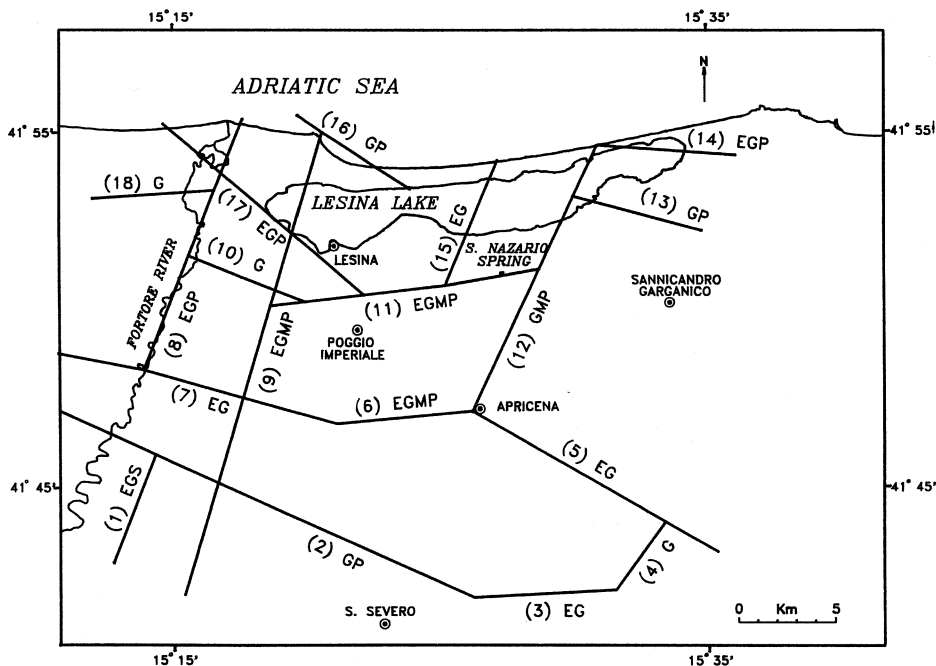 15° 15'
15° 35'
N
ADRIATIC SEA
41° 55'
41° 55'
(16) GP
(14) EGP
(18) G
(17) EGP
LESINA LAKE
(15) EG
(13) GP
(10) G
LESINA
S. NAZARIO
SPRING
FORTORE RIVER
(8) EGP
(9) EGMP
(11) EGMP
(12) GMP
SANNICANDRO
GARGANICO
POGGIO
IMPERIALE
(7) EG
(6) EGMP
APRICENA
(5) EG
41° 45'
41° 45'
(1) EGS
(2) GP
(4) G
(3) EG
S. SEVERO
0 Km 5
15° 15'
15° 35'